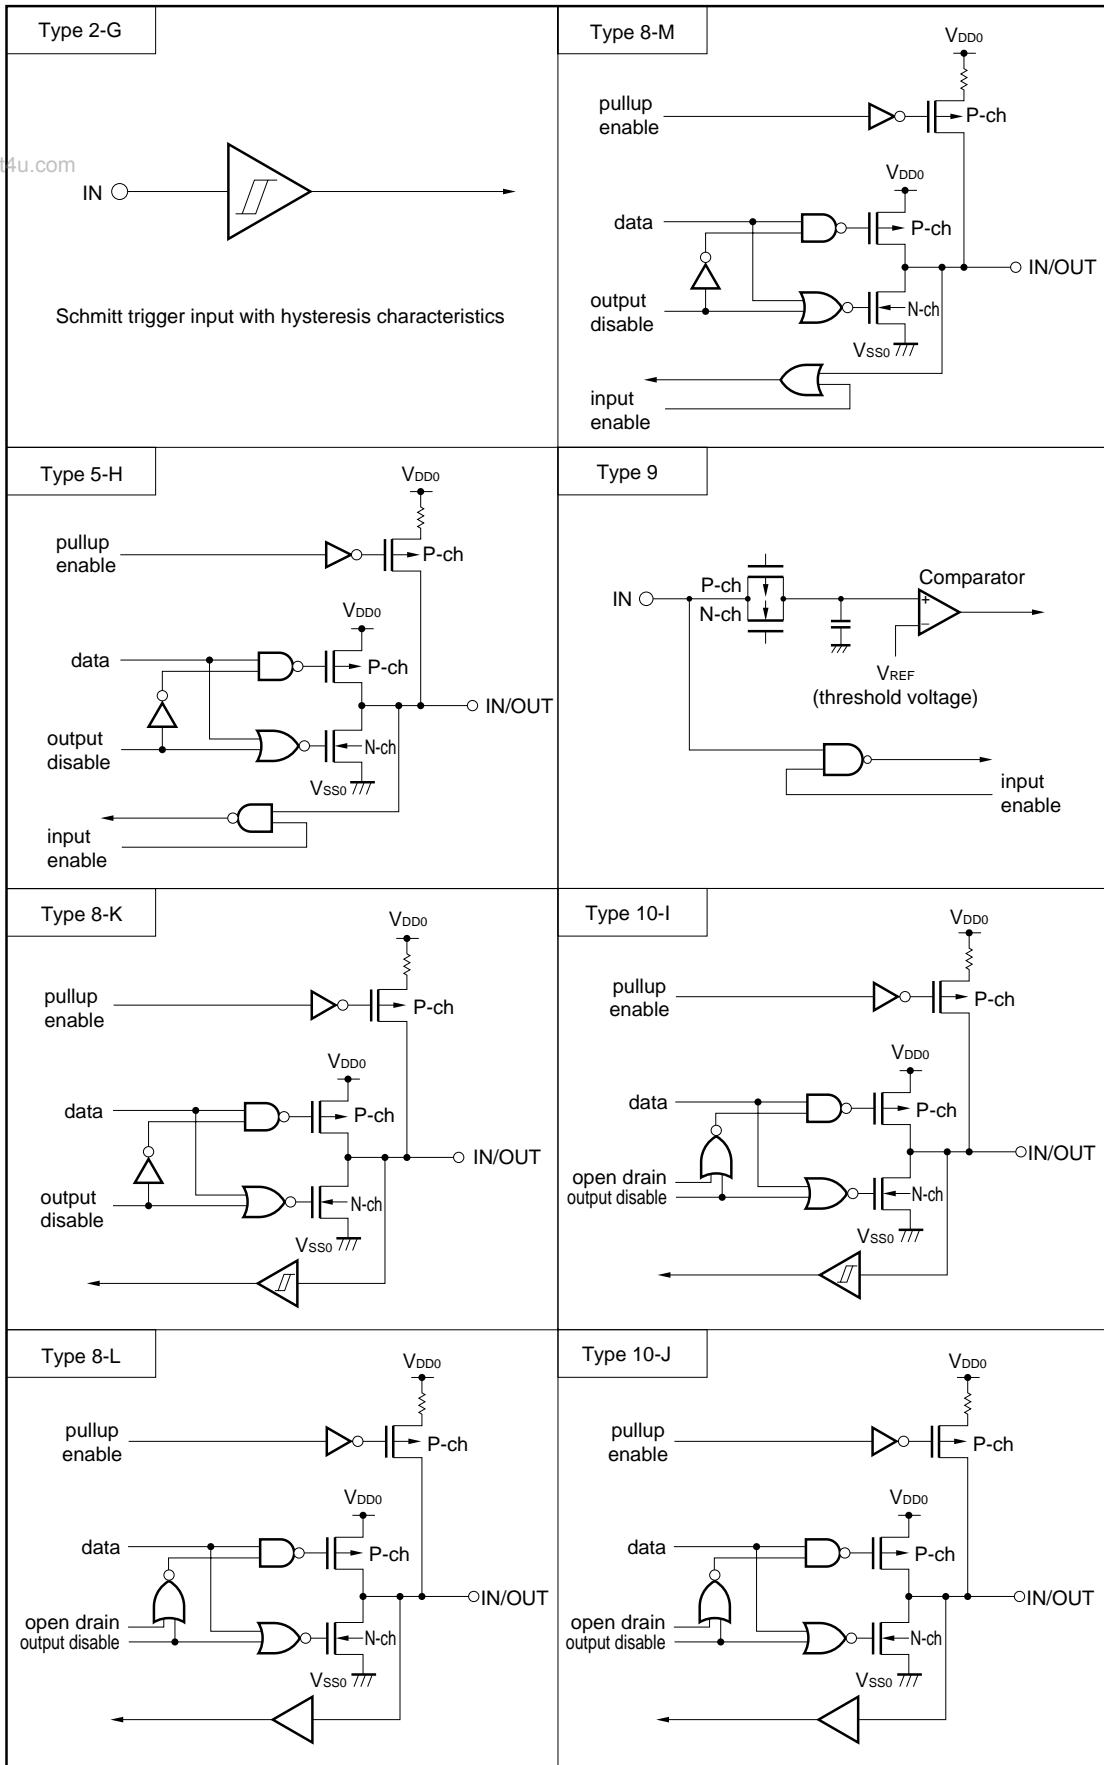 Type 2-G
t4u.com
IN
Schmitt trigger input with hysteresis characteristics
Type 8-M
VDD0
pullup
enable
P-ch
VDD0
data
P-ch
IN/OUT
output
disable
N-ch
VSS0
input
enable
Type 5-H
VDD0
pullup
enable
P-ch
VDD0
data
P-ch
IN/OUT
output
disable
N-ch
VSS0
input
enable
Type 9
P-ch
Comparator
IN
N-ch
+
−
VREF
(threshold voltage)
input
enable
Type 8-K
VDD0
pullup
enable
P-ch
VDD0
data
P-ch
IN/OUT
output
disable
N-ch
VSS0
Type 10-I
VDD0
pullup
enable
P-ch
VDD0
data
P-ch
IN/OUT
open drain
output disable
N-ch
VSS0
Type 8-L
VDD0
pullup
enable
P-ch
VDD0
data
P-ch
IN/OUT
open drain
output disable
N-ch
VSS0
Type 10-J
VDD0
pullup
enable
P-ch
VDD0
data
P-ch
IN/OUT
open drain
output disable
N-ch
VSS0